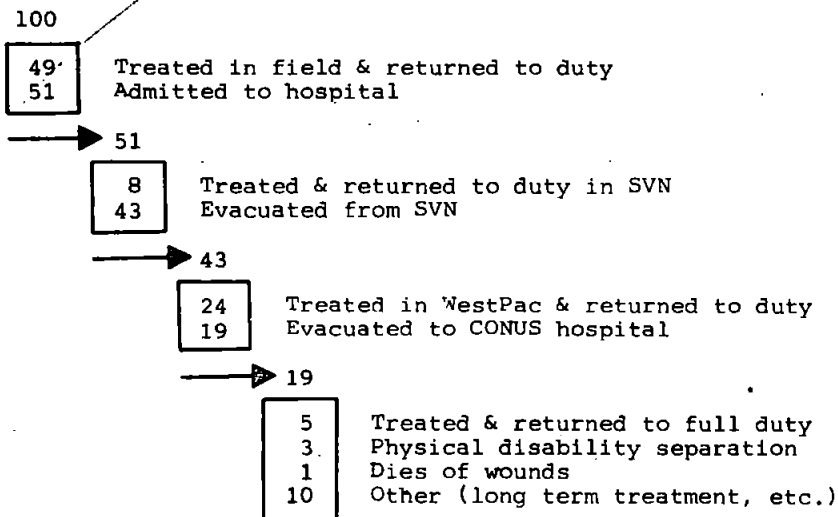 100
49 Treated in field & returned to duty
51 Admitted to hospital
51
8 Treated & returned to duty in SVN
43 Evacuated from SVN
43
24 Treated in WestPac & returned to duty
19 Evacuated to CONUS hospital
19
5 Treated & returned to full duty
3 Physical disability separation
1 Dies of wounds
10 Other (long term treatment, etc.)